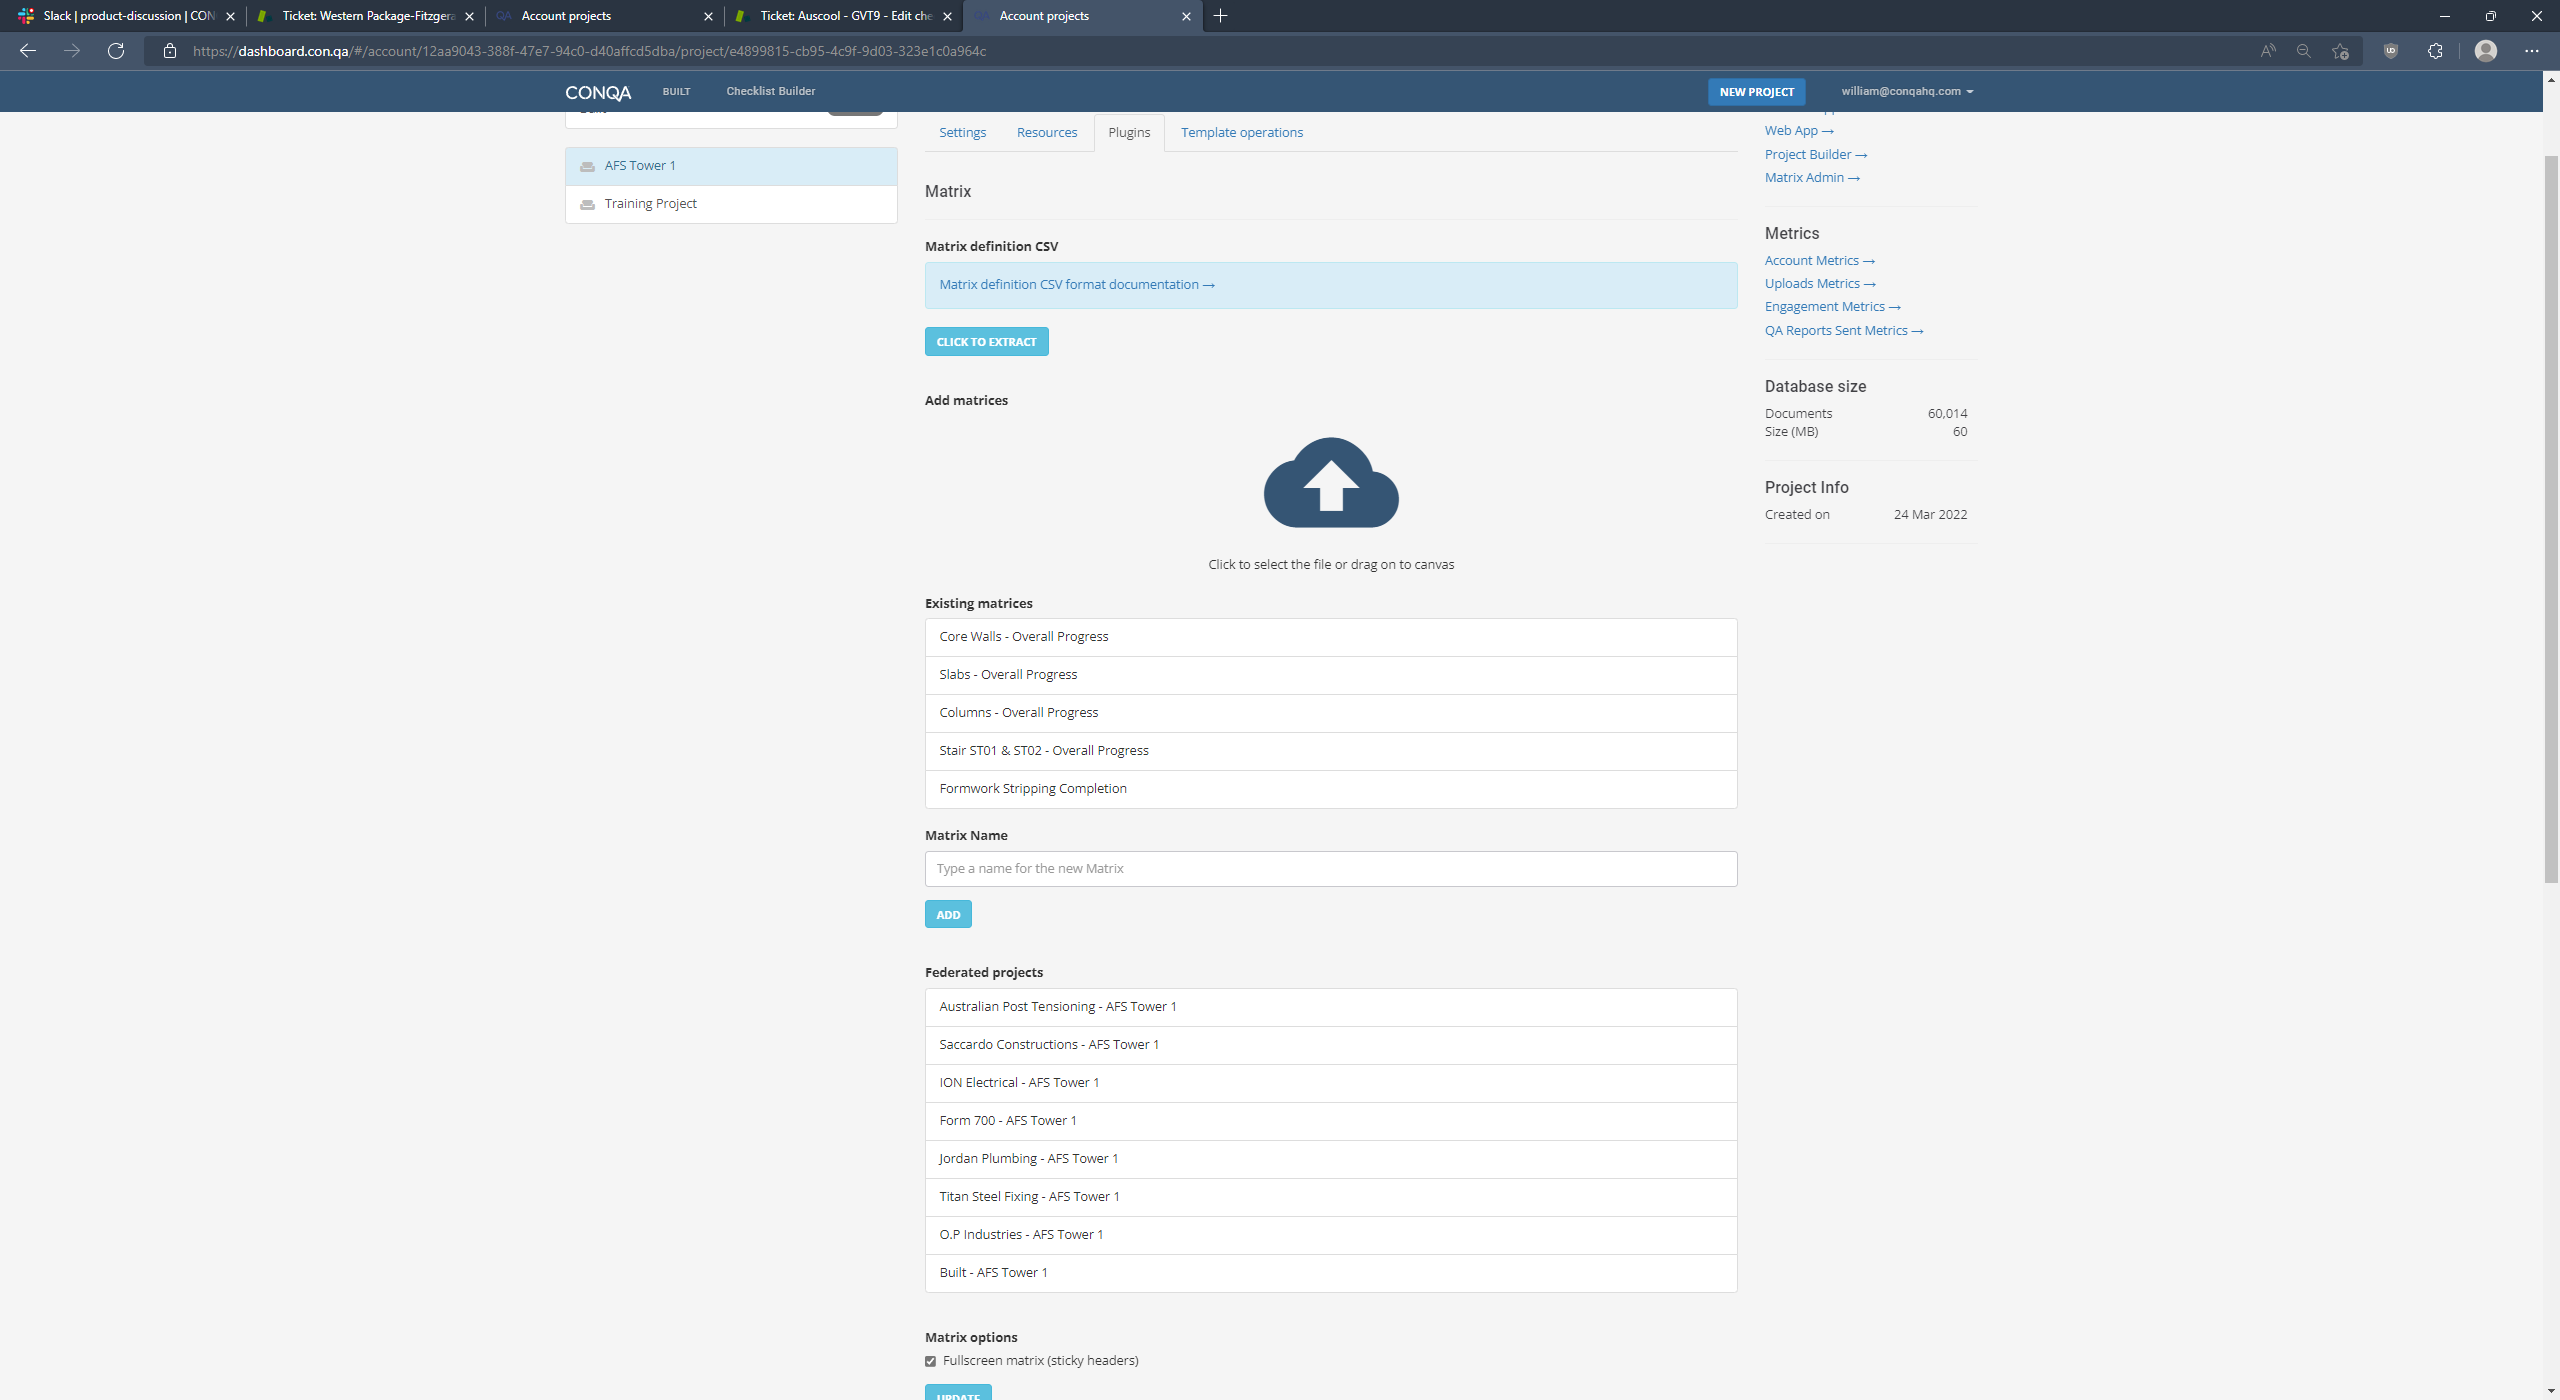 Slack | product-discussion | CON
Ticket: Western Package-Fitzgera
Account projects
Ticket: Auscool - GVT9 - Edit che
Account projects
https://dashboard.con.qa/#/account/12aa9043-388f-47e7-94c0-d40affcd5dba/project/e4899815-cb95-4c9f-9d03-323e1c0a964c
CONQA
BUILT
Checklist Builder
NEW PROJECT
william@conqahq.com
AFS Tower 1
Training Project
Settings
Resources
Plugins
Template operations
Matrix
Matrix definition CSV
Matrix definition CSV format documentation →
CLICK TO EXTRACT
Add matrices
Click to select the file or drag on to canvas
Existing matrices
Core Walls - Overall Progress
Slabs - Overall Progress
Columns - Overall Progress
Stair ST01 & ST02 - Overall Progress
Formwork Stripping Completion
Matrix Name
Type a name for the new Matrix
ADD
Federated projects
Australian Post Tensioning - AFS Tower 1
Saccardo Constructions - AFS Tower 1
ION Electrical - AFS Tower 1
Form 700 - AFS Tower 1
Jordan Plumbing - AFS Tower 1
Titan Steel Fixing - AFS Tower 1
O.P Industries - AFS Tower 1
Built - AFS Tower 1
Matrix options
Fullscreen matrix (sticky headers)
UPDATE
Web App →
Project Builder →
Matrix Admin →
Metrics
Account Metrics →
Uploads Metrics →
Engagement Metrics →
QA Reports Sent Metrics →
Database size
Documents 60,014
Size (MB) 60
Project Info
Created on 24 Mar 2022